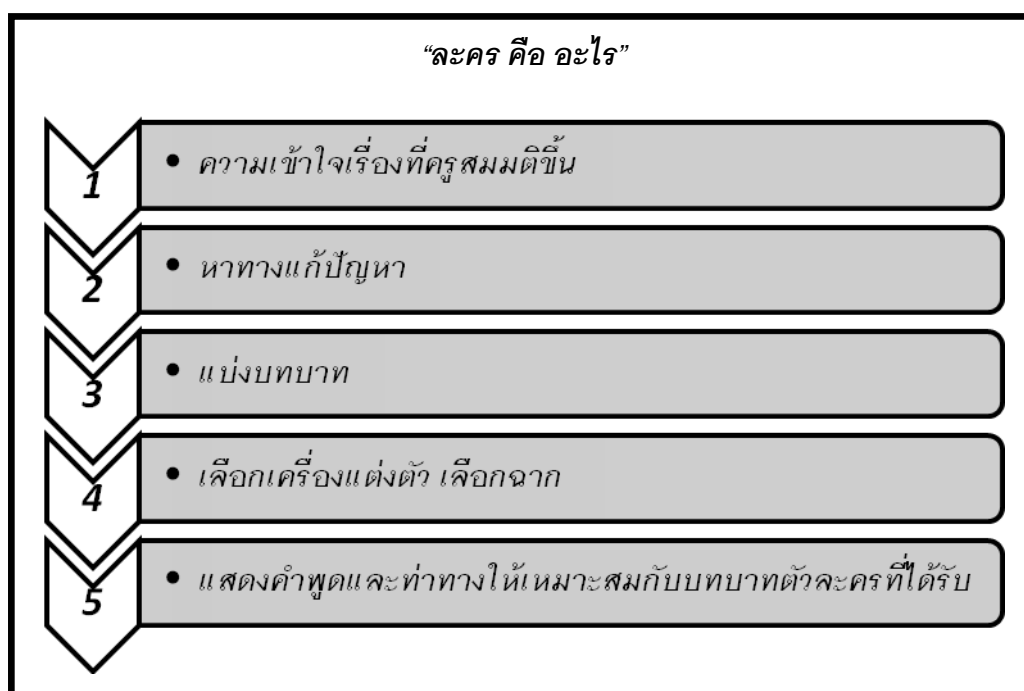 “ละคร คือ อะไร”
1
• ความเข้าใจเรื่องที่ครูสมมติขึ้น
2
• หาทางแก้ปัญหา
3
• แบ่งบทบาท
4
• เลือกเครื่องแต่งตัว เลือกฉาก
5
• แสดงคำพูดและท่าทางให้เหมาะสมกับบทบาทตัวละครที่ได้รับ